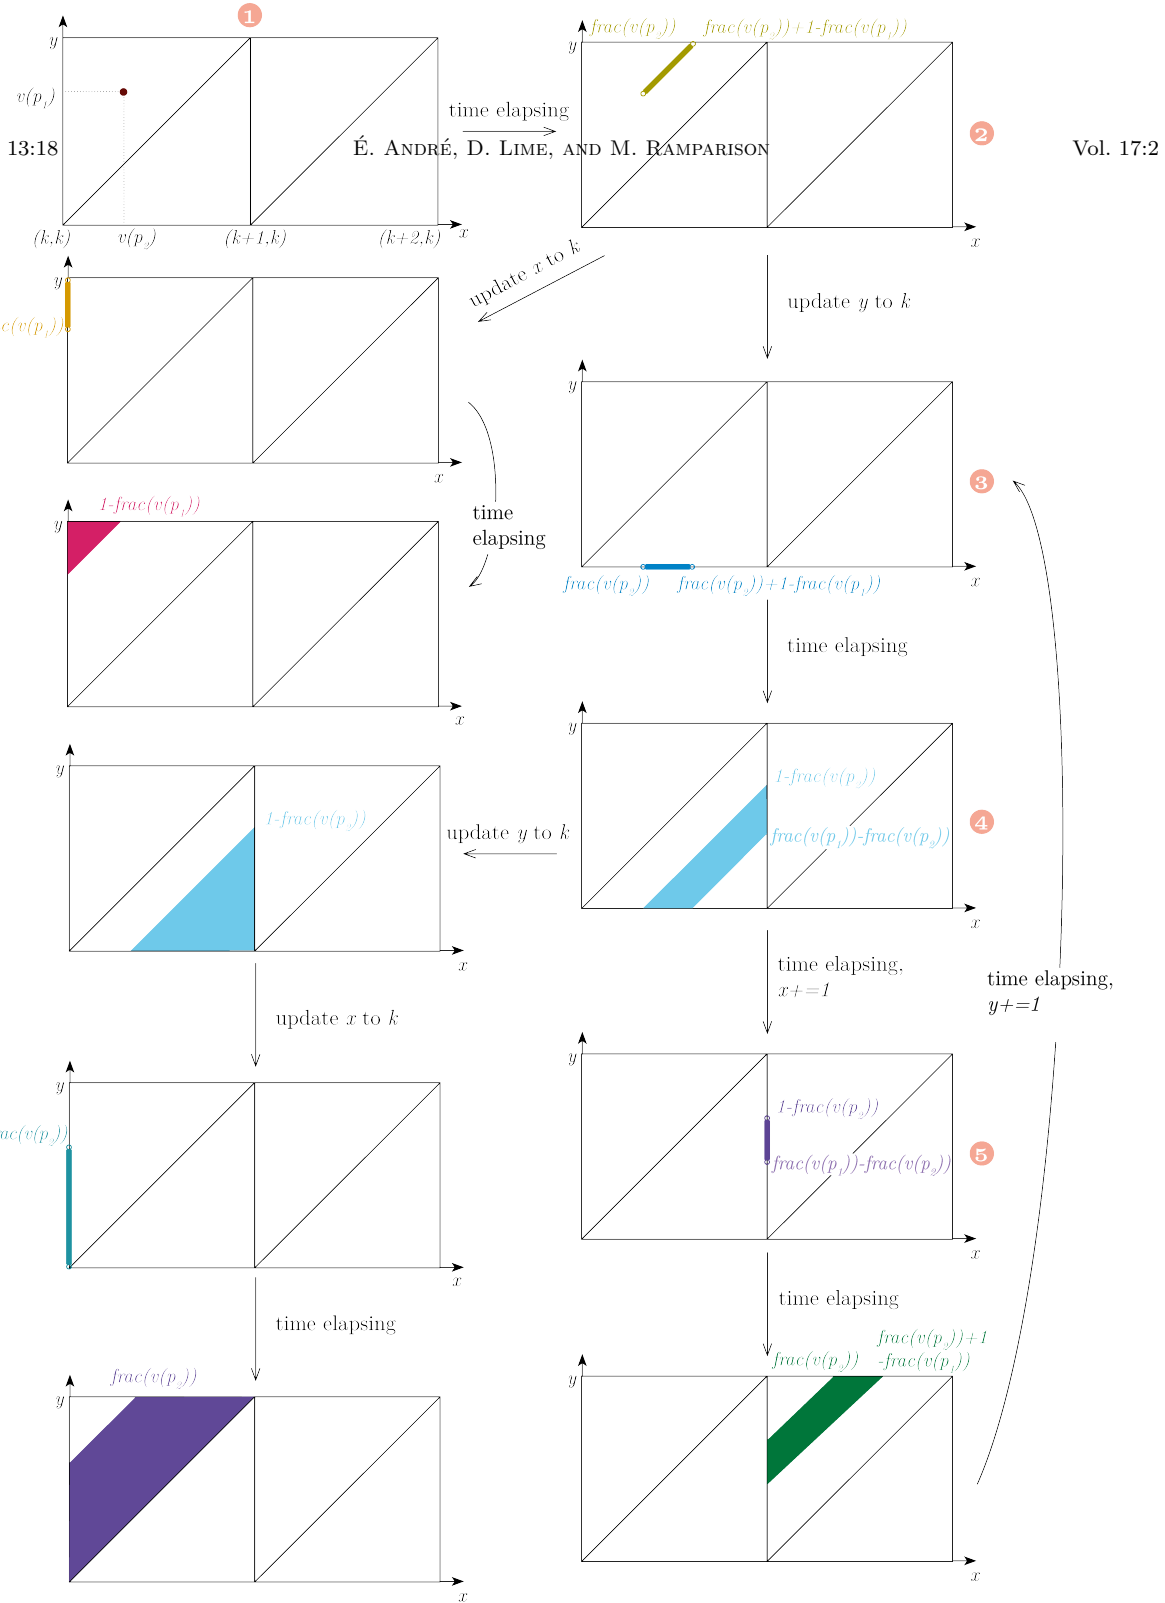 1
y
v(p1)
(k,k)
v(p2)
(k+1,k)
(k+2,k)
x
time elapsing
frac(v(p2))
frac(v(p2))+1-frac(v(p1))
y
x
2
13:18
É. ANDRÉ, D. LIME, AND M. RAMPARISON
Vol. 17:2
update x to k
update y to k
y
c(v(p1))
x
time
elapsing
y
3
frac(v(p2))
frac(v(p2))+1-frac(v(p1))
x
1-frac(v(p1))
y
x
time elapsing
y
1-frac(v(p2))
frac(v(p1))-frac(v(p2))
4
x
update y to k
y
1-frac(v(p2))
x
time elapsing,
x+=1
time elapsing,
y+=1
update x to k
y
1-frac(v(p2))
frac(v(p1))-frac(v(p2))
5
x
y
ac(v(p2))
x
time elapsing
time elapsing
frac(v(p2))
y
x
frac(v(p2))
frac(v(p2))+1
-frac(v(p1))
y
x